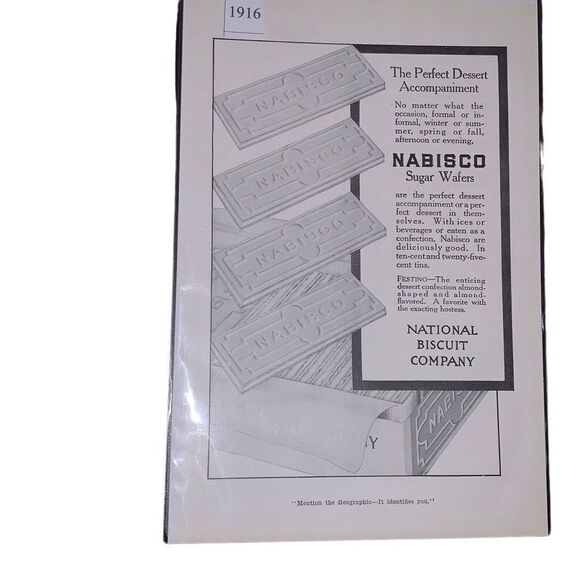 1916
NABISCO
NABISCO
NABISCO
NABISCO
The Perfect Dessert
Accompaniment
No matter what the
occasion, formal or in-
formal, winter or sum-
mer, spring or fall,
afternoon or evening,
NABISCO
Sugar Wafers
are the perfect dessert
accompaniment or a per-
fect dessert in them-
selves. With ices or
beverages or eaten as a
confection, Nabisco are
deliciously good. In
ten-cent and twenty-five-
cent tins.
FESTINO—The enticing
dessert confection almond-
shaped and almond-
flavored. A favorite with
the exacting hostess.
NATIONAL
BISCUIT
COMPANY
NABI
"Mention the Geographic—It identifies you."